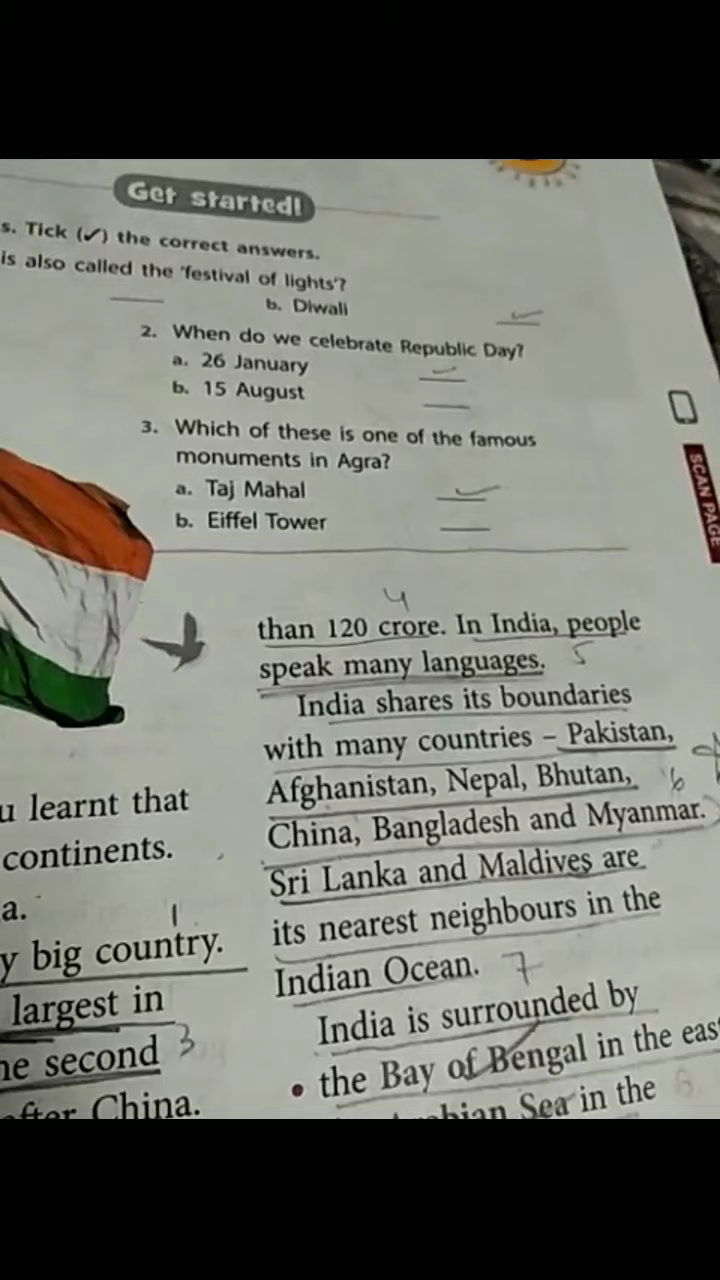 Get started!
s. Tick (✓) the correct answers.
is also called the 'festival of lights'?
b. Diwali ✓
2. When do we celebrate Republic Day?
a. 26 January ✓
b. 15 August
3. Which of these is one of the famous
monuments in Agra?
a. Taj Mahal ✓
b. Eiffel Tower
SCAN PAGE
u learnt that
continents.
a.
1
y big country.
largest in
second 3
China.
4
than 120 crore. In India, people
speak many languages. 5
India shares its boundaries
with many countries – Pakistan,
Afghanistan, Nepal, Bhutan, 6
China, Bangladesh and Myanmar.
Sri Lanka and Maldives are
its nearest neighbours in the
Indian Ocean. 7
India is surrounded by
• the Bay of Bengal in the east
Sea in the